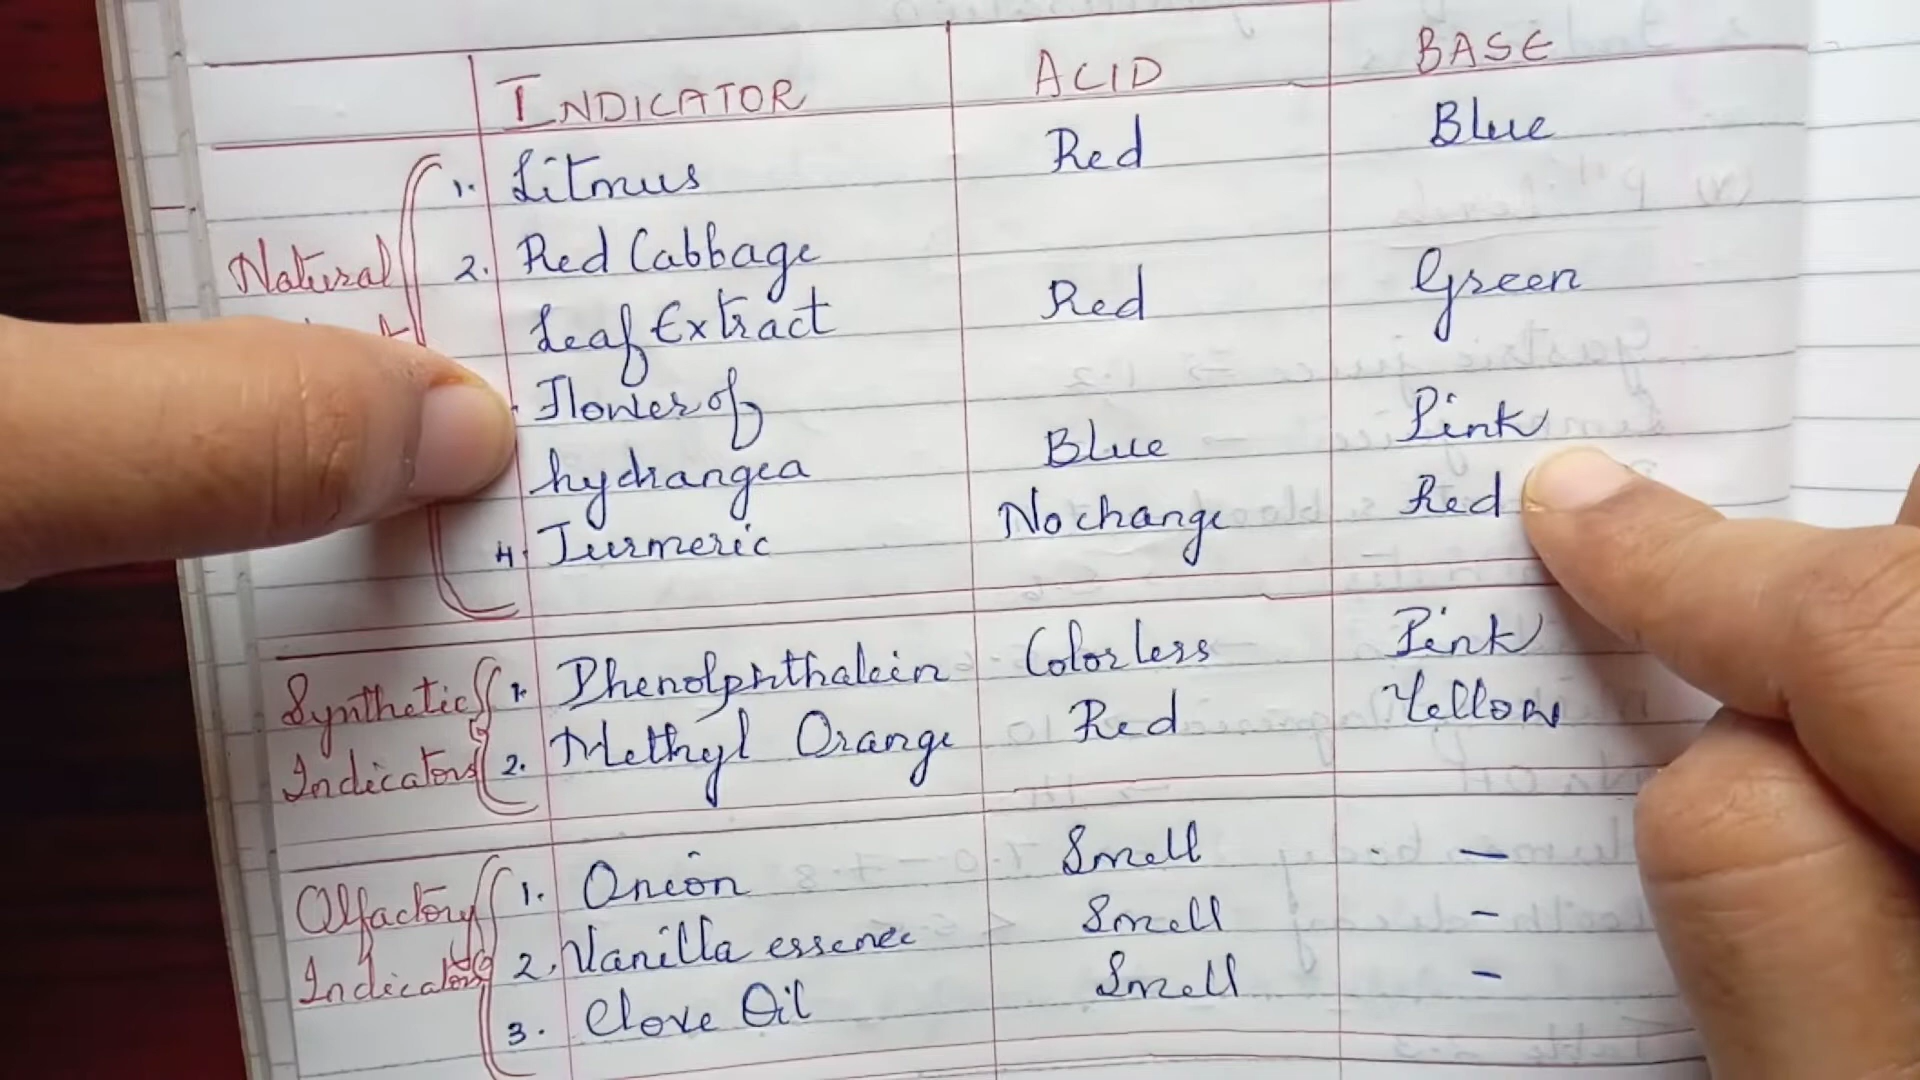 INDICATOR ACID BASE
1. Litmus Red Blue
Natural 2. Red Cabbage
Leaf Extract Red Green
Flower of
hydrangea Blue Pink
4. Turmeric No change Red
Synthetic 1. Phenolphthalein Colorless Pink
Indicators 2. Methyl Orange Red Yellow
Olfactory 1. Onion Smell -
Indicators 2. Vanilla essence Smell -
3. Clove Oil Smell -